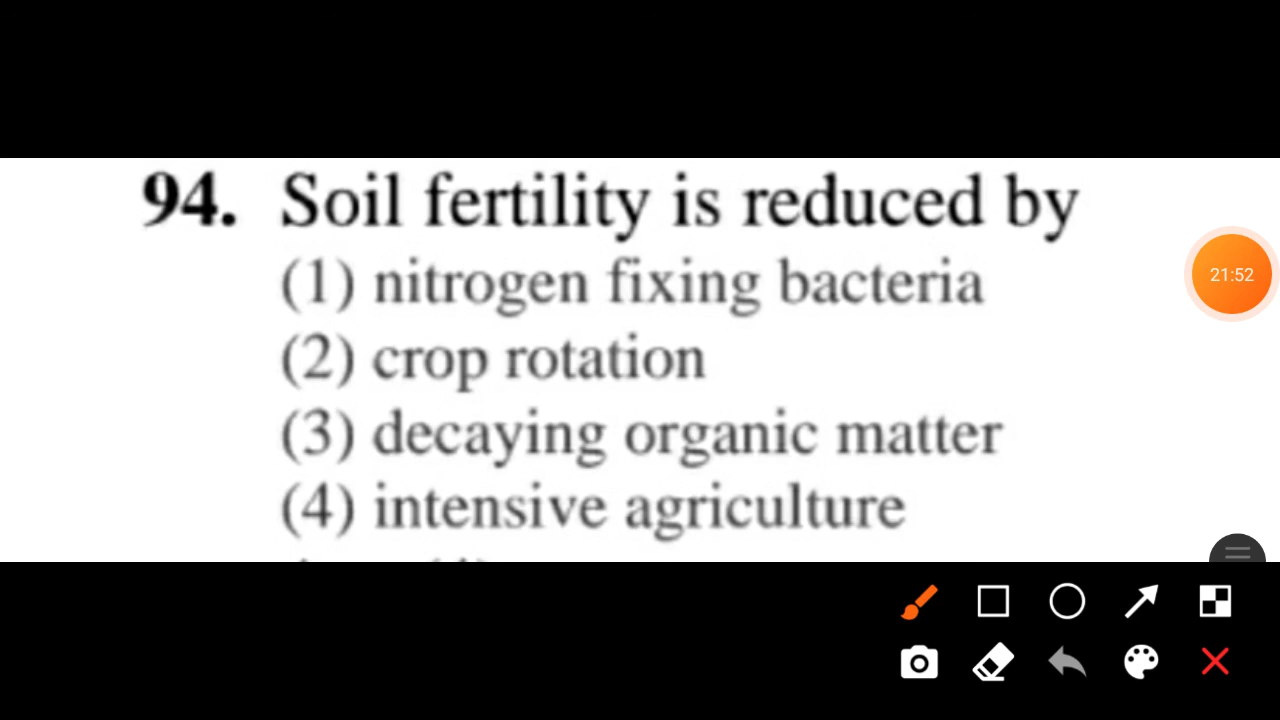 94. Soil fertility is reduced by
(1) nitrogen fixing bacteria
(2) crop rotation
(3) decaying organic matter
(4) intensive agriculture
21:52